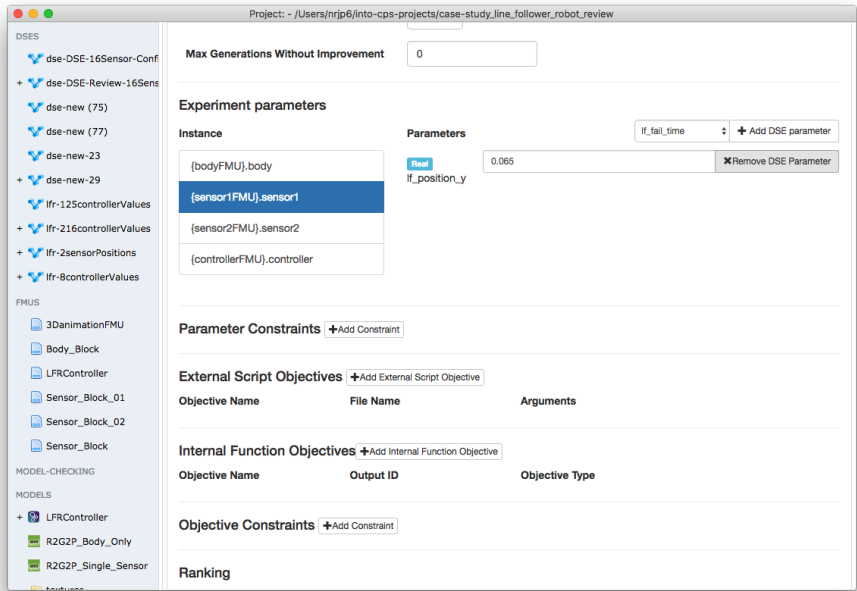 Project: - /Users/nrjp6/into-cps-projects/case-study_line_follower_robot_review
DSES
dse-DSE-16Sensor-Confi
+ dse-DSE-Review-16Sens
dse-new (75)
dse-new (77)
dse-new-23
+ dse-new-29
lfr-125controllerValues
+ lfr-216controllerValues
+ lfr-2sensorPositions
+ lfr-8controllerValues
FMUS
3DanimationFMU
Body_Block
LFRController
Sensor_Block_01
Sensor_Block_02
Sensor_Block
MODEL-CHECKING
MODELS
+ LFRController
R2G2P_Body_Only
R2G2P_Single_Sensor
textures
Max Generations Without Improvement 0
Experiment parameters
Instance
{bodyFMU}.body
{sensor1FMU}.sensor1
{sensor2FMU}.sensor2
{controllerFMU}.controller
Parameters lf_fail_time Add DSE parameter
Real 0.065 Remove DSE Parameter
lf_position_y
Parameter Constraints Add Constraint
External Script Objectives Add External Script Objective
Objective Name File Name Arguments
Internal Function Objectives Add Internal Function Objective
Objective Name Output ID Objective Type
Objective Constraints Add Constraint
Ranking